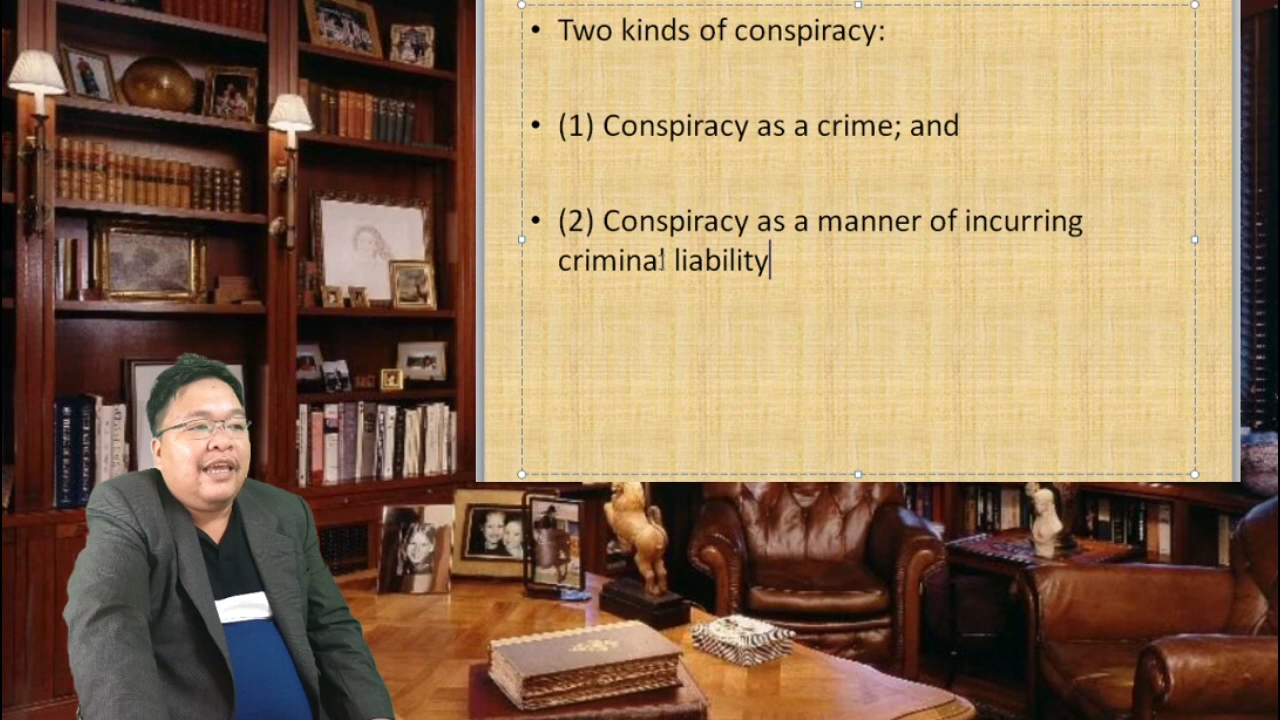 • Two kinds of conspiracy:
• (1) Conspiracy as a crime; and
• (2) Conspiracy as a manner of incurring
criminal liability